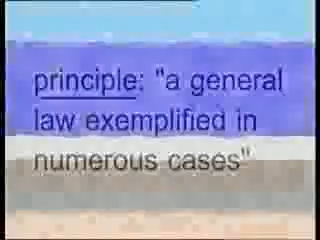 principle: "a general
law exemplified in
numerous cases"